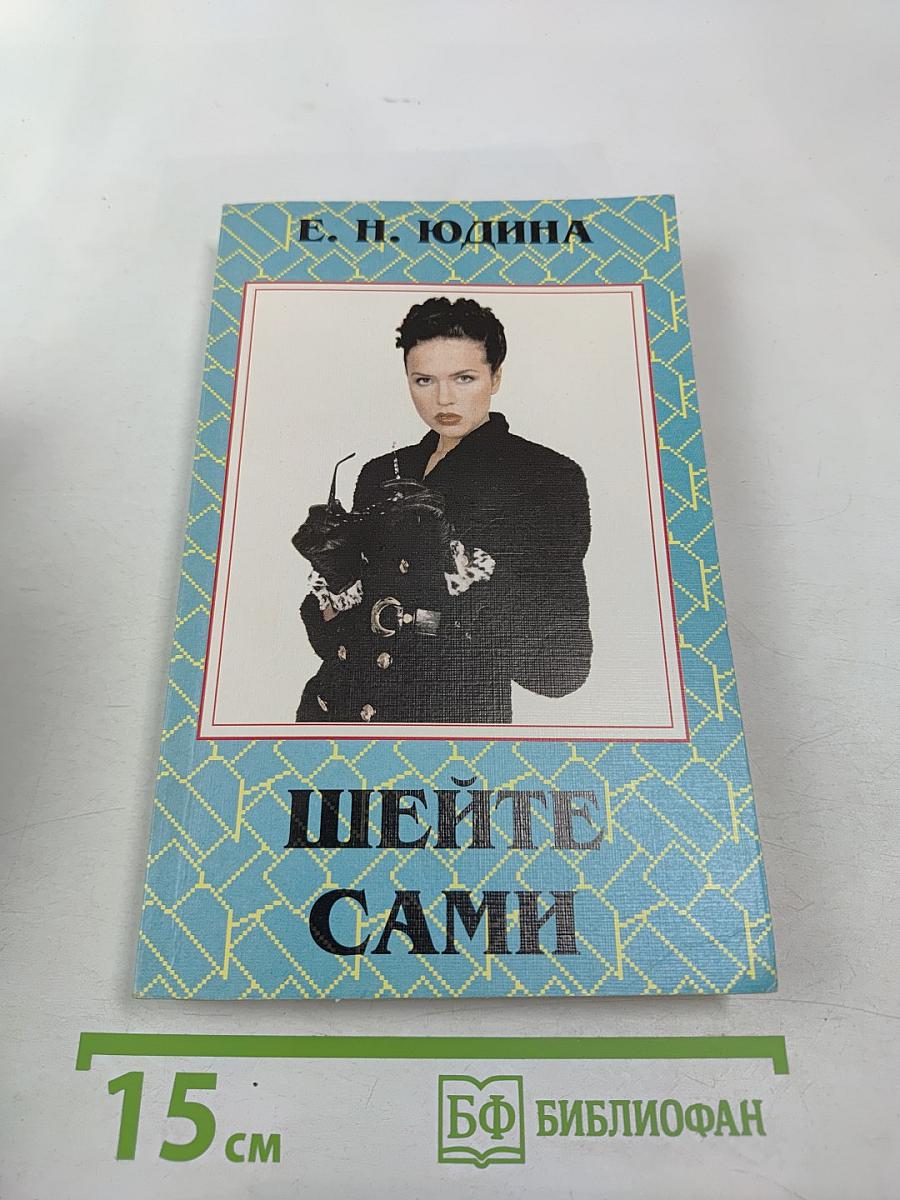 Е. Н. ЮДИНА
ШЕЙТЕ
САМИ
15 см
БФ БИБЛИОФАН